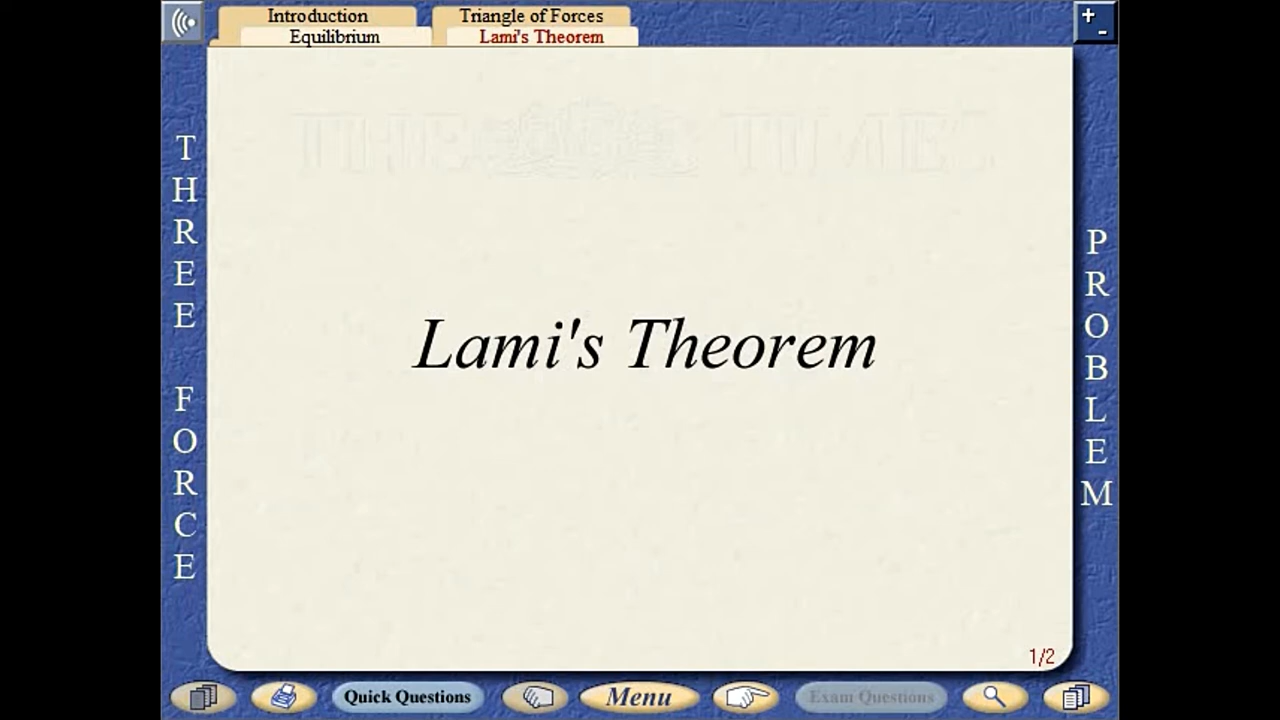 Introduction
Equilibrium
Triangle of Forces
Lami's Theorem
THREE FORCE
PROBLEM
Lami's Theorem
1/2
Quick Questions
Menu
Exam Questions